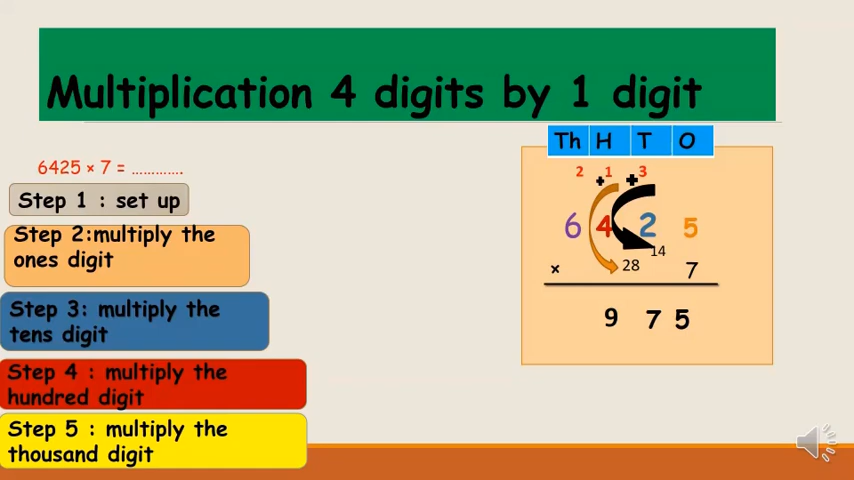 Multiplication 4 digits by 1 digit
6425 × 7 = ………….
Step 1 : set up
Step 2:multiply the
ones digit
Step 3: multiply the
tens digit
Step 4 : multiply the
hundred digit
Step 5 : multiply the
thousand digit
Th H T O
2 + 1 + 3
6 4 2 5
14
× 28 7
9 7 5